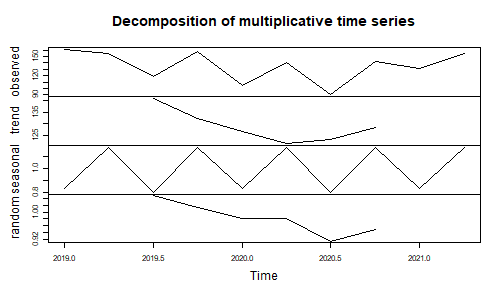 Decomposition of multiplicative time series
observed
90
120
150
trend
125
135
seasonal
0.8
1.0
random
0.92
1.00
2019.0 2019.5 2020.0 2020.5 2021.0
Time